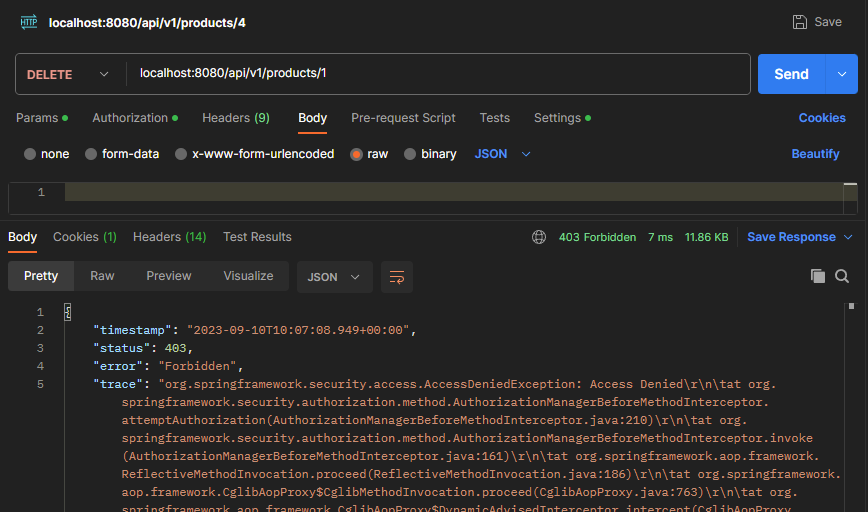 HTTP localhost:8080/api/v1/products/4 Save
DELETE localhost:8080/api/v1/products/1 Send
Params Authorization Headers (9) Body Pre-request Script Tests Settings Cookies
none form-data x-www-form-urlencoded raw binary JSON Beautify
1
Body Cookies (1) Headers (14) Test Results 403 Forbidden 7 ms 11.86 KB Save Response
Pretty Raw Preview Visualize JSON
1 {
2 "timestamp": "2023-09-10T10:07:08.949+00:00",
3 "status": 403,
4 "error": "Forbidden",
5 "trace": "org.springframework.security.access.AccessDeniedException: Access Denied\r\n\tat org.
springframework.security.authorization.method.AuthorizationManagerBeforeMethodInterceptor.
attemptAuthorization(AuthorizationManagerBeforeMethodInterceptor.java:210)\r\n\tat org.
springframework.security.authorization.method.AuthorizationManagerBeforeMethodInterceptor.invoke
(AuthorizationManagerBeforeMethodInterceptor.java:161)\r\n\tat org.springframework.aop.framework.
ReflectiveMethodInvocation.proceed(ReflectiveMethodInvocation.java:186)\r\n\tat org.springframework.
aop.framework.CglibAopProxy$CglibMethodInvocation.proceed(CglibAopProxy.java:763)\r\n\tat org.
springframework.aop.framework.CglibAopProxy$DynamicAdvisedInterceptor.intercept(CglibAopProxy.